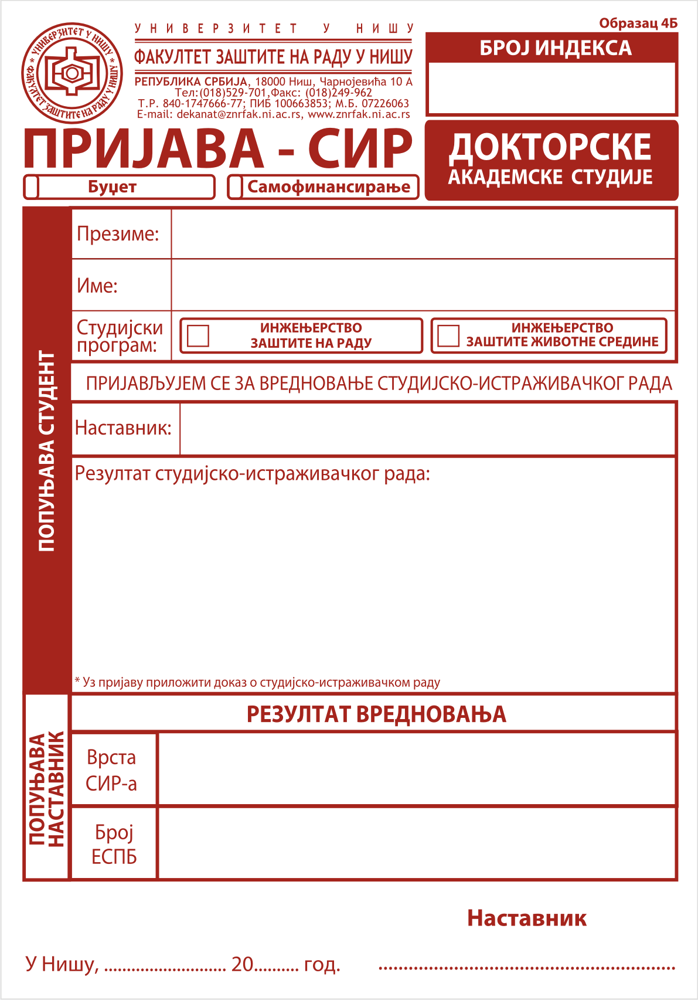 УНИВЕРЗИТЕТ У НИШУ * ФАКУЛТЕТ ЗАШТИТЕ НА РАДУ У НИШУ *
УНИВЕРЗИТЕТ У НИШУ
ФАКУЛТЕТ ЗАШТИТЕ НА РАДУ У НИШУ
РЕПУБЛИКА СРБИЈА, 18000 Ниш, Чарнојевића 10 А
Тел:(018)529-701,Факс: (018)249-962
Т.Р. 840-1747666-77; ПИБ 100663853; М.Б. 07226063
E-mail: dekanat@znrfak.ni.ac.rs, www.znrfak.ni.ac.rs
Образац 4Б
БРОЈ ИНДЕКСА
ПРИЈАВА - СИР
ДОКТОРСКЕ
АКАДЕМСКЕ СТУДИЈЕ
Буџет
Самофинансирање
ПОПУЊАВА СТУДЕНТ
Презиме:
Име:
Студијски
програм:
ИНЖЕЊЕРСТВО
ЗАШТИТЕ НА РАДУ
ИНЖЕЊЕРСТВО
ЗАШТИТЕ ЖИВОТНЕ СРЕДИНЕ
ПРИЈАВЉУЈЕМ СЕ ЗА ВРЕДНОВАЊЕ СТУДИЈСКО-ИСТРАЖИВАЧКОГ РАДА
Наставник:
Резултат студијско-истраживачког рада:
* Уз пријаву приложити доказ о студијско-истраживачком раду
ПОПУЊАВА
НАСТАВНИК
РЕЗУЛТАТ ВРЕДНОВАЊА
Врста
СИР-а
Број
ЕСПБ
Наставник
У Нишу, ........................... 20.......... год.
............................................................